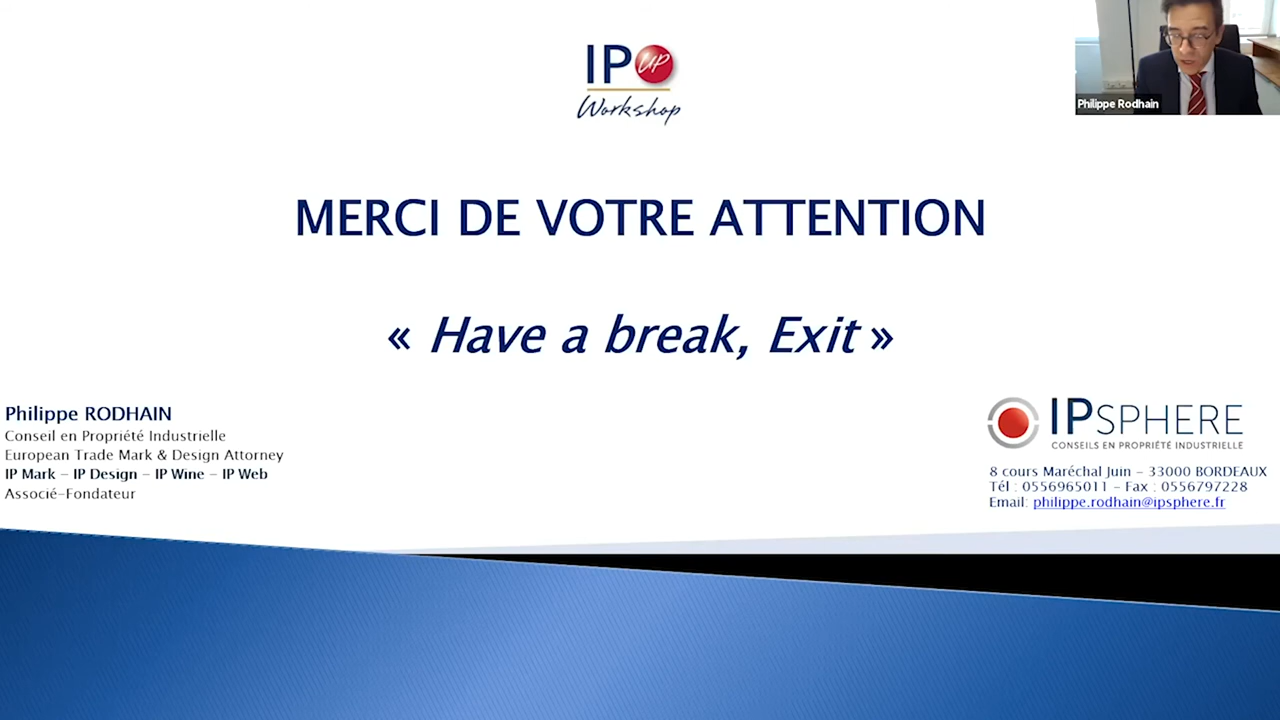 IP UP
Workshop
Philippe Rodhain
MERCI DE VOTRE ATTENTION
« Have a break, Exit »
Philippe RODHAIN
Conseil en Propriété Industrielle
European Trade Mark & Design Attorney
IP Mark – IP Design – IP Wine – IP Web
Associé-Fondateur
IPSPHERE
CONSEILS EN PROPRIÉTÉ INDUSTRIELLE
8 cours Maréchal Juin – 33000 BORDEAUX
Tél : 0556965011 – Fax : 0556797228
Email: philippe.rodhain@ipsphere.fr